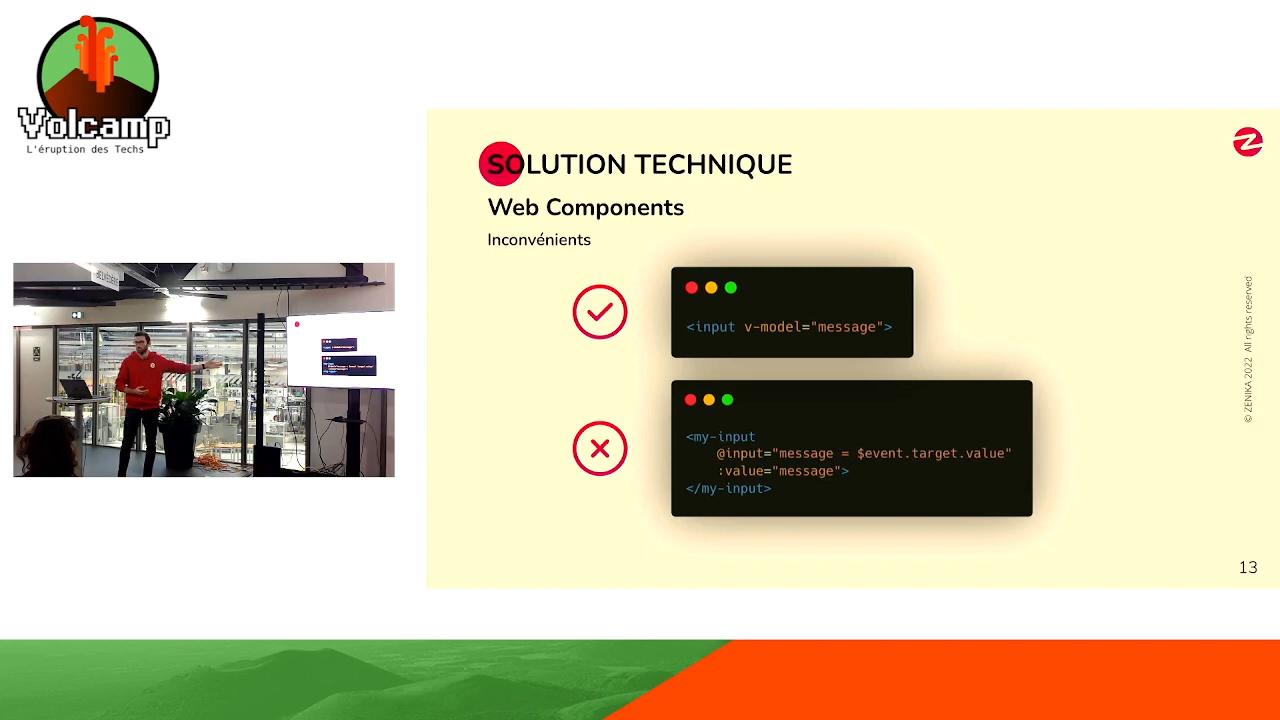 Volcamp
L'éruption des Techs
SOLUTION TECHNIQUE
Web Components
Inconvénients
<input v-model="message">
<my-input
@input="message = $event.target.value"
:value="message">
</my-input>
© ZENIKA 2022 All rights reserved
13